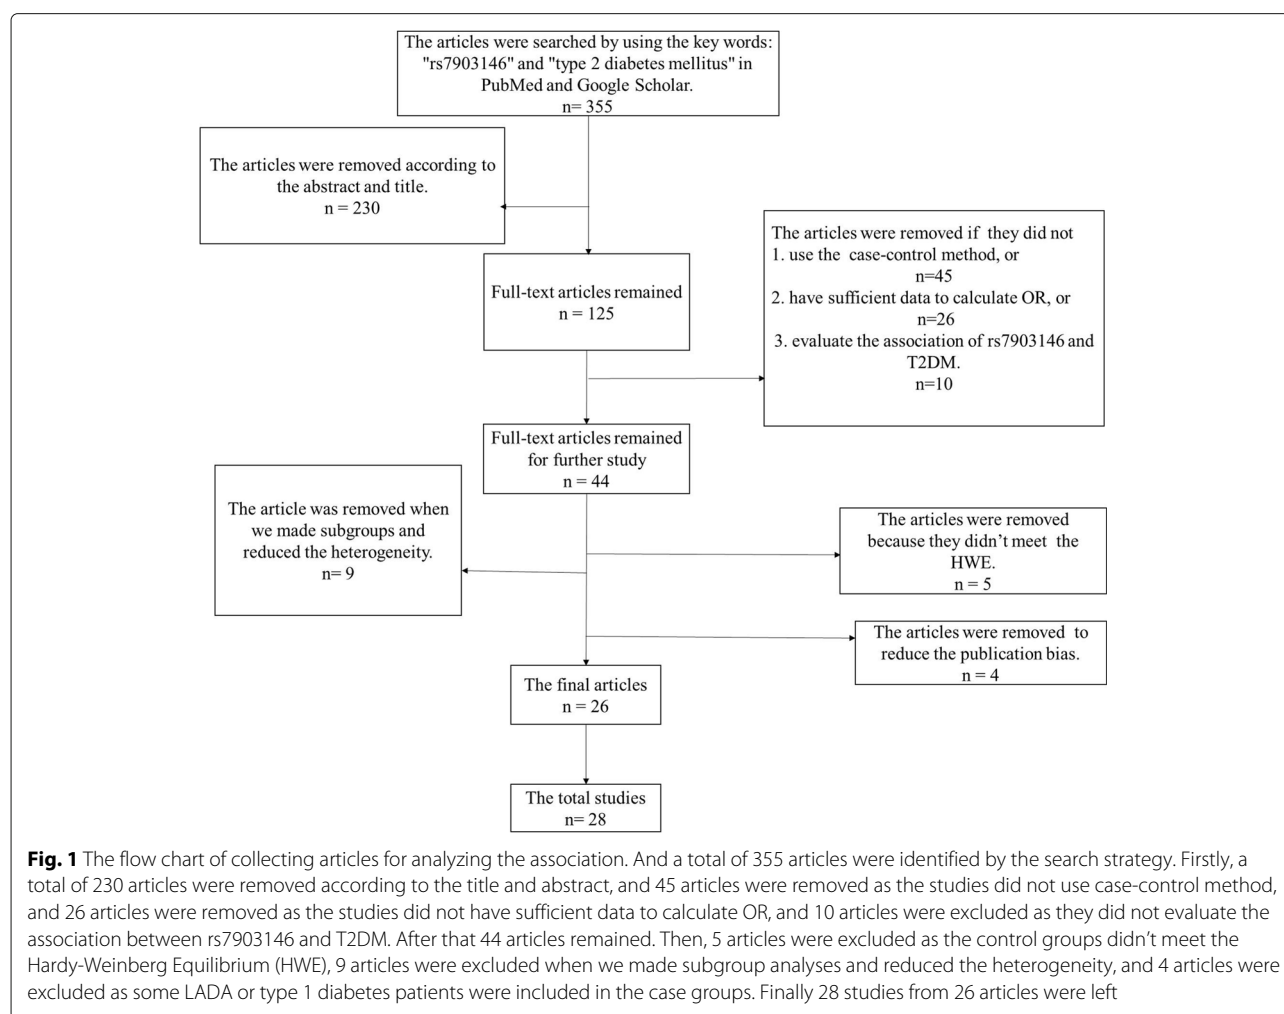 The articles were searched by using the key words:
"rs7903146" and "type 2 diabetes mellitus" in
PubMed and Google Scholar.
n= 355
The articles were removed according to
the abstract and title.
n = 230
Full-text articles remained
n = 125
The articles were removed if they did not
1. use the case-control method, or
n=45
2. have sufficient data to calculate OR, or
n=26
3. evaluate the association of rs7903146 and
T2DM.
n=10
Full-text articles remained
for further study
n = 44
The article was removed when
we made subgroups and
reduced the heterogeneity.
n= 9
The articles were removed
because they didn't meet the
HWE.
n = 5
The articles were removed to
reduce the publication bias.
n = 4
The final articles
n = 26
The total studies
n= 28
Fig. 1 The flow chart of collecting articles for analyzing the association. And a total of 355 articles were identified by the search strategy. Firstly, a
total of 230 articles were removed according to the title and abstract, and 45 articles were removed as the studies did not use case-control method,
and 26 articles were removed as the studies did not have sufficient data to calculate OR, and 10 articles were excluded as they did not evaluate the
association between rs7903146 and T2DM. After that 44 articles remained. Then, 5 articles were excluded as the control groups didn't meet the
Hardy-Weinberg Equilibrium (HWE), 9 articles were excluded when we made subgroup analyses and reduced the heterogeneity, and 4 articles were
excluded as some LADA or type 1 diabetes patients were included in the case groups. Finally 28 studies from 26 articles were left